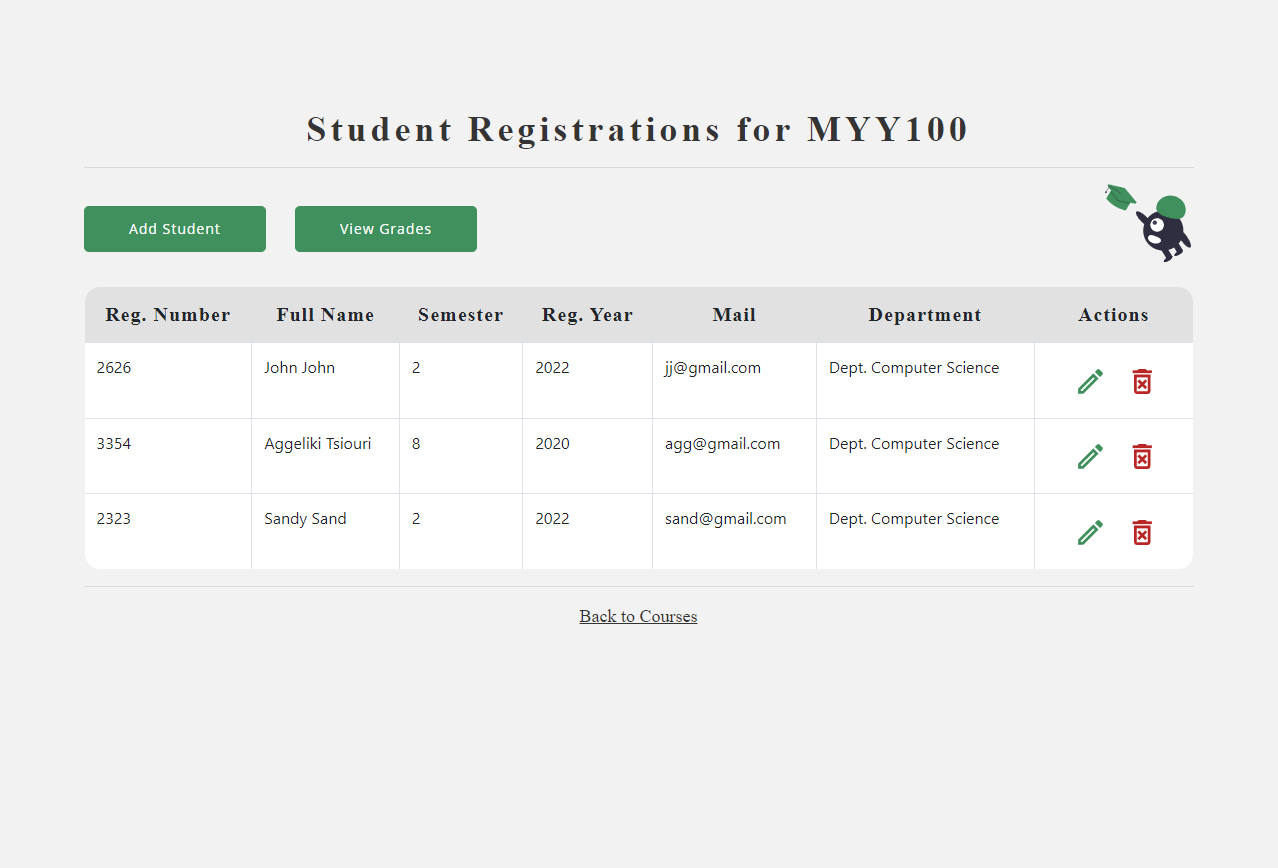 Student Registrations for MYY100
Add Student View Grades
Reg. Number Full Name Semester Reg. Year Mail Department Actions
2626 John John 2 2022 jj@gmail.com Dept. Computer Science
3354 Aggeliki Tsiouri 8 2020 agg@gmail.com Dept. Computer Science
2323 Sandy Sand 2 2022 sand@gmail.com Dept. Computer Science
Back to Courses